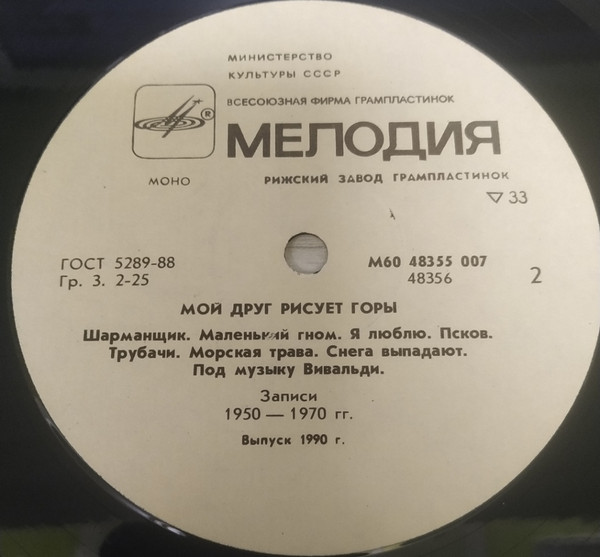 МИНИСТЕРСТВО
КУЛЬТУРЫ СССР
ВСЕСОЮЗНАЯ ФИРМА ГРАМПЛАСТИНОК
®
МЕЛОДИЯ
МОНО
РИЖСКИЙ ЗАВОД ГРАМПЛАСТИНОК
▽ 33
ГОСТ 5289-88
Гр. 3. 2-25
М60 48355 007
48356
2
МОЙ ДРУГ РИСУЕТ ГОРЫ
Шарманщик. Маленький гном. Я люблю. Псков.
Трубачи. Морская трава. Снега выпадают.
Под музыку Вивальди.
Записи
1950 — 1970 гг.
Выпуск 1990 г.